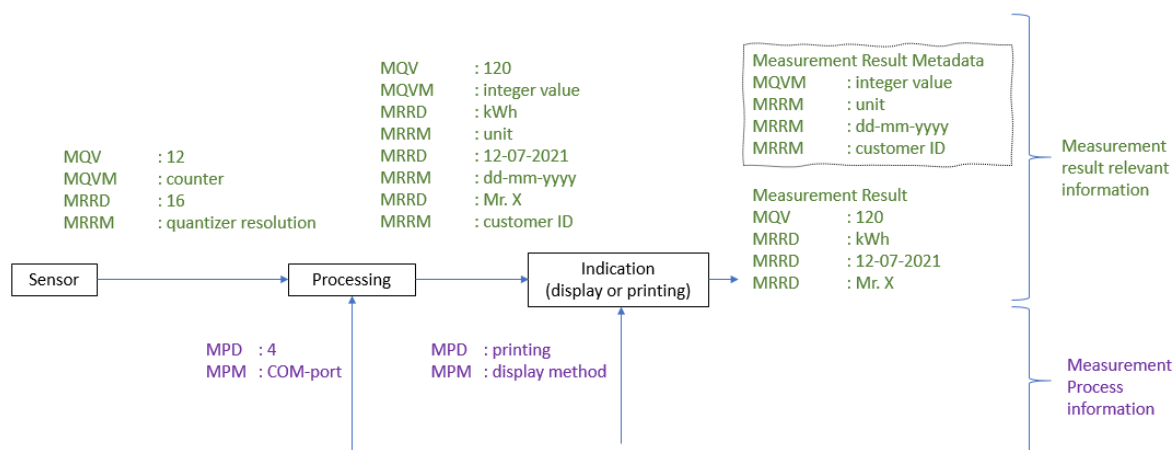 MQV : 12
MQVM : counter
MRRD : 16
MRRM : quantizer resolution
MQV : 120
MQVM : integer value
MRRD : kWh
MRRM : unit
MRRD : 12-07-2021
MRRM : dd-mm-yyyy
MRRD : Mr. X
MRRM : customer ID
Measurement Result Metadata
MQVM : integer value
MRRM : unit
MRRM : dd-mm-yyyy
MRRM : customer ID
Measurement Result
MQV : 120
MRRD : kWh
MRRD : 12-07-2021
MRRD : Mr. X
Measurement
result relevant
information
Sensor
Processing
Indication
(display or printing)
MPD : 4
MPM : COM-port
MPD : printing
MPM : display method
Measurement
Process
information